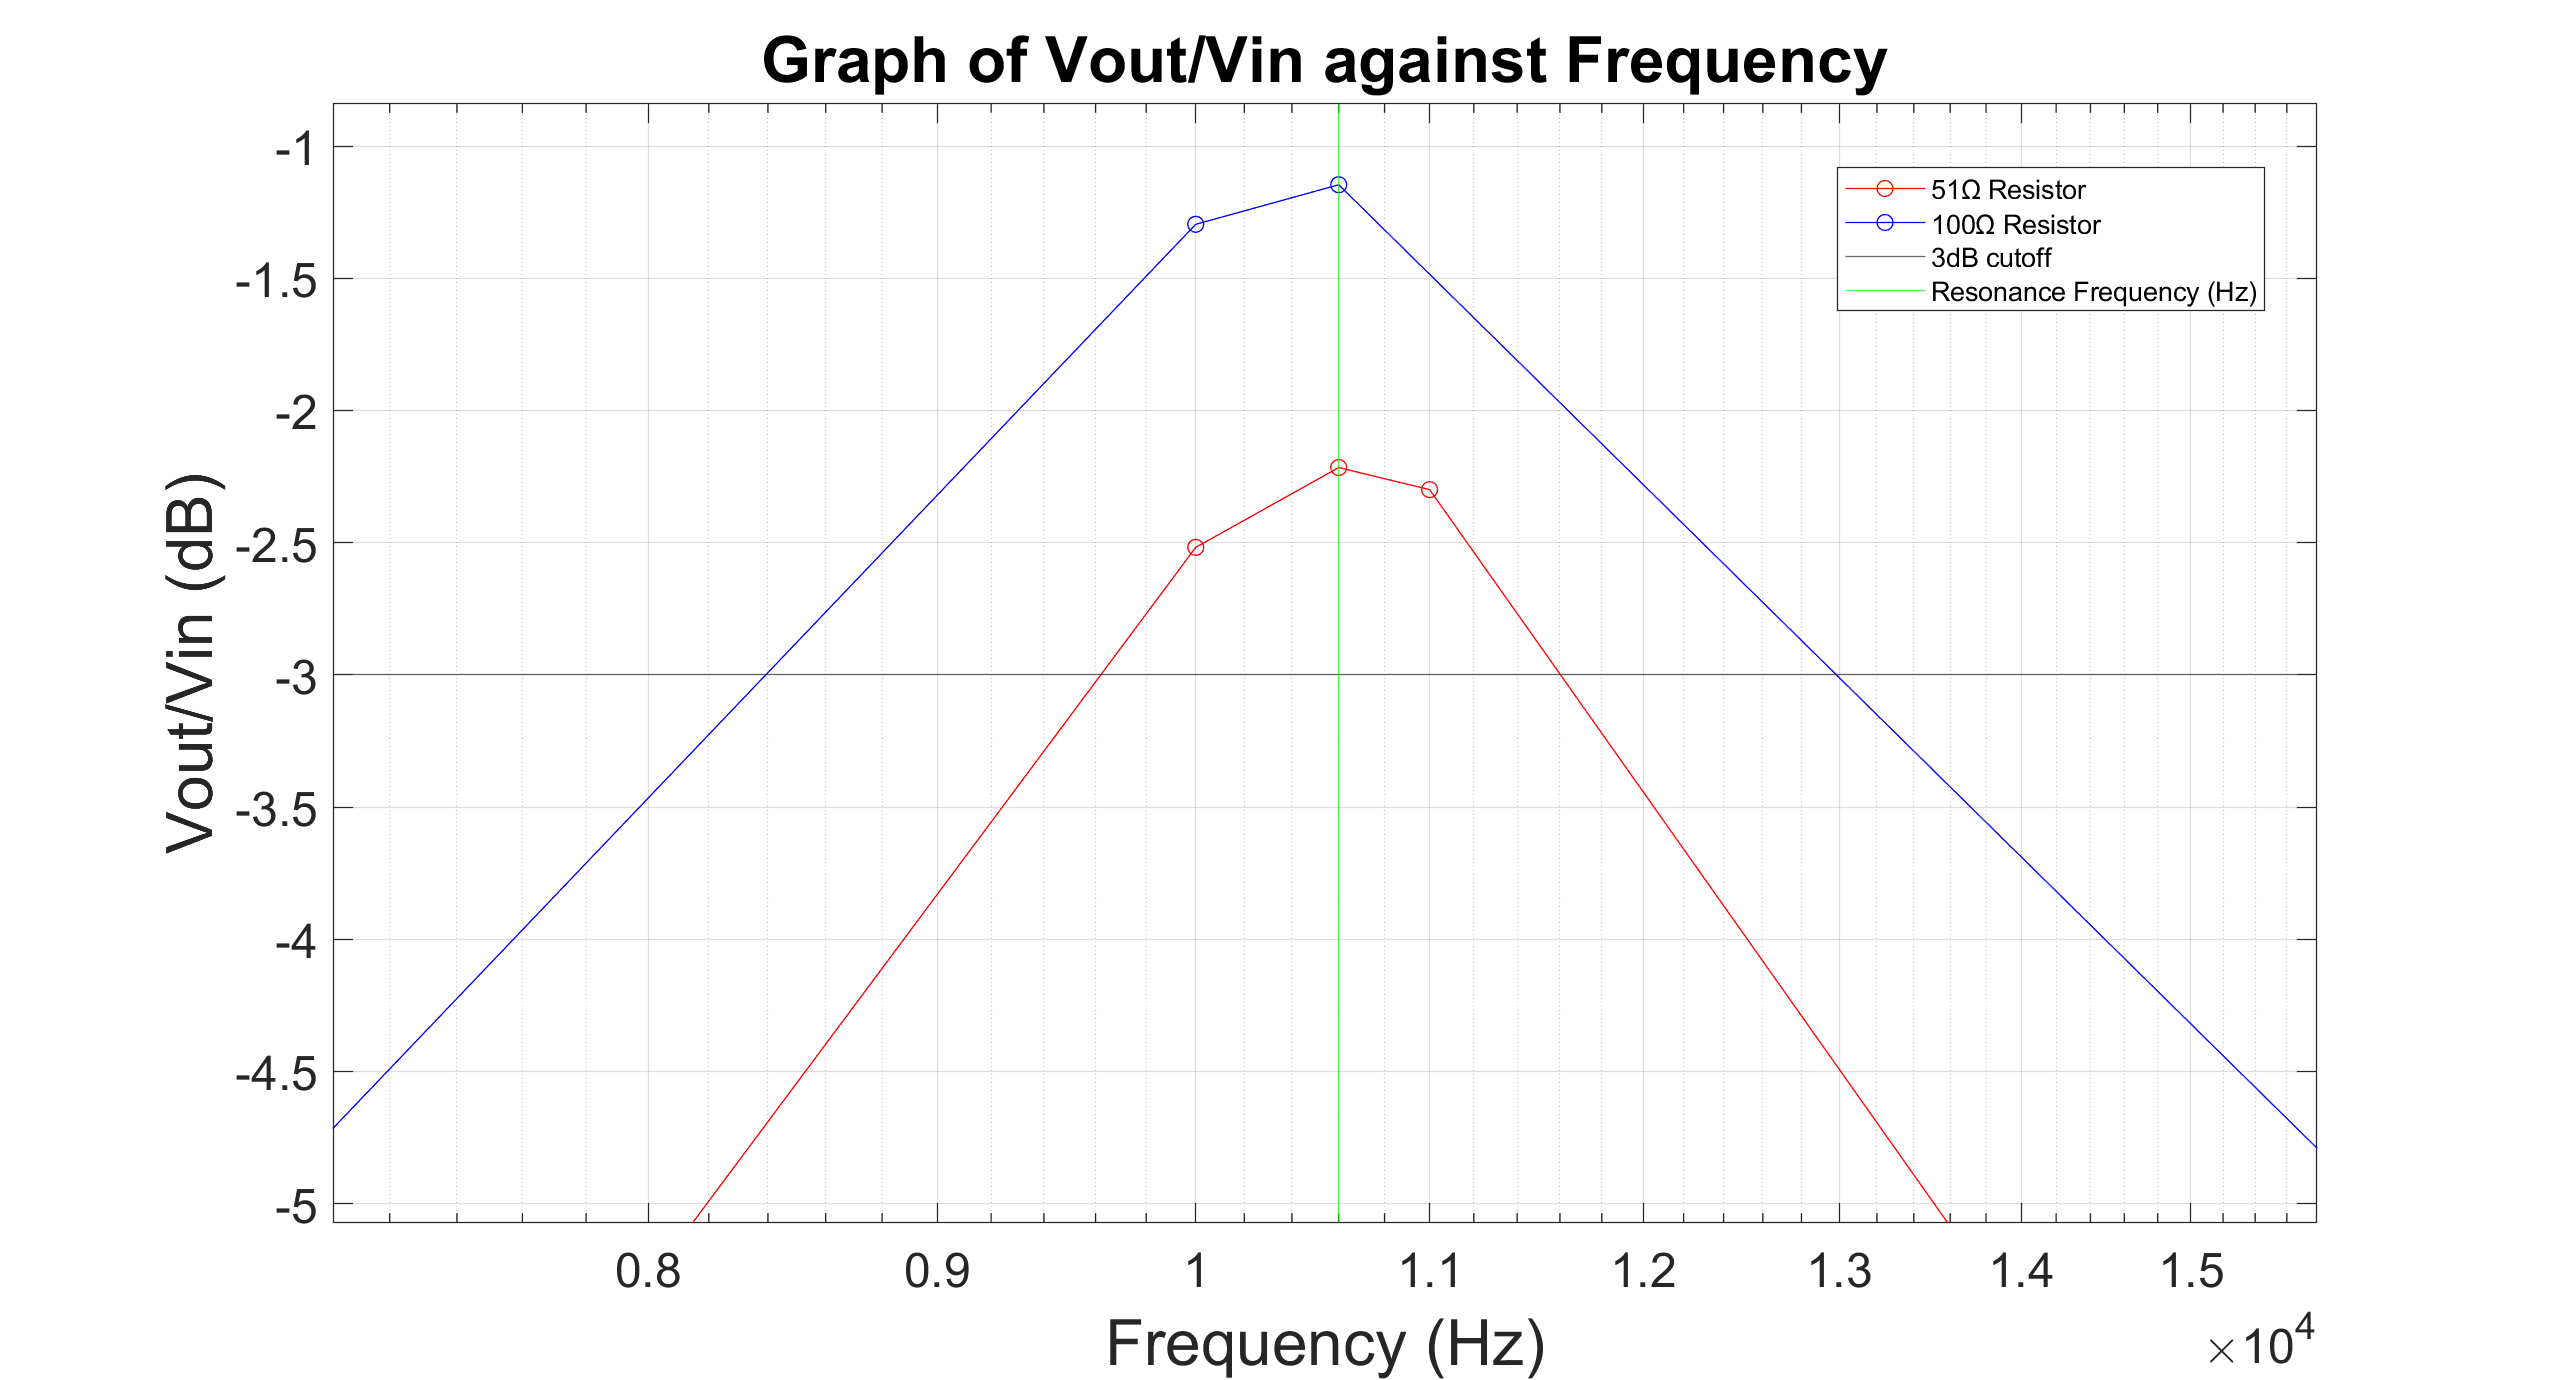 Graph of Vout/Vin against Frequency
-1
-1.5
-2
-2.5
-3
-3.5
-4
-4.5
-5
Vout/Vin (dB)
51Ω Resistor
100Ω Resistor
3dB cutoff
Resonance Frequency (Hz)
0.8 0.9 1 1.1 1.2 1.3 1.4 1.5
Frequency (Hz)
×10⁴